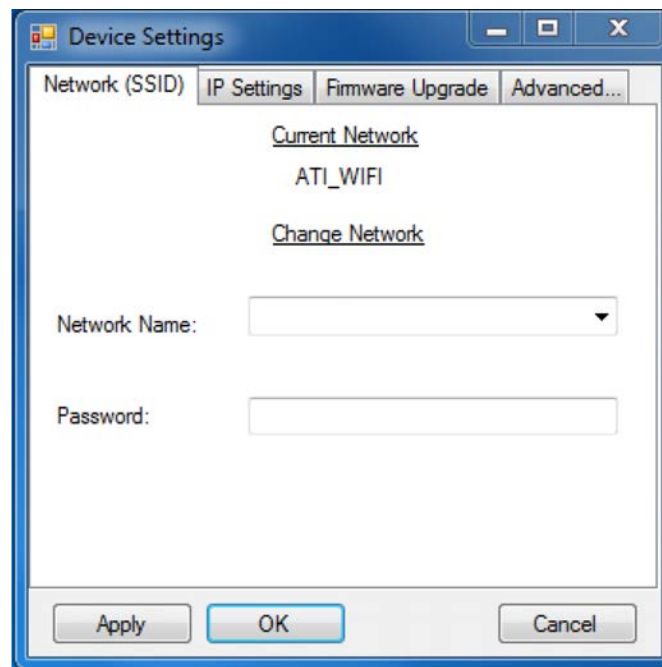 Device Settings
Network (SSID) IP Settings Firmware Upgrade Advanced...
Current Network
ATI_WIFI
Change Network
Network Name:
Password:
Apply OK Cancel